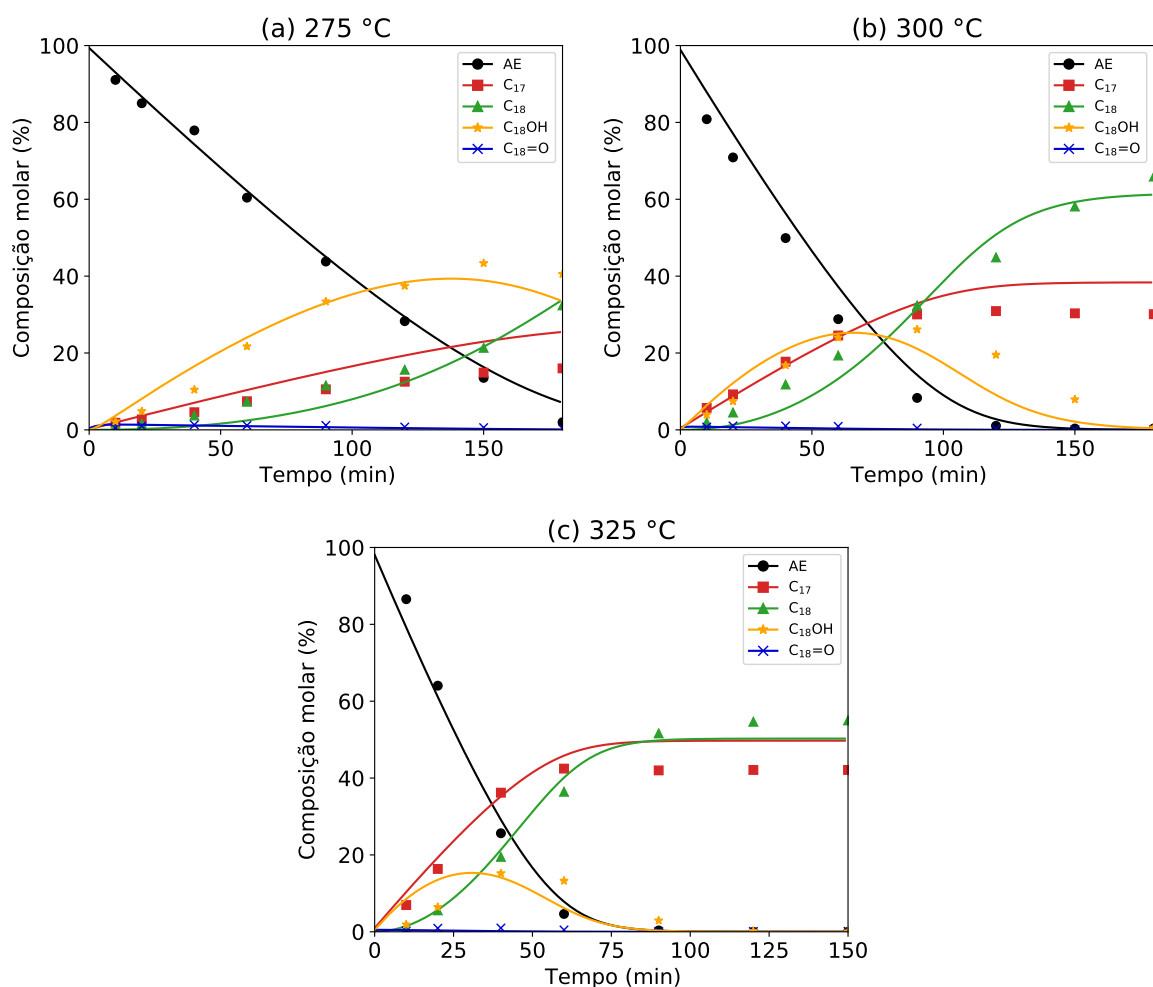 (a) 275 °C
100
80
60
40
20
0
0
50
100
150
Composição molar (%)
Tempo (min)
AE
C₁₇
C₁₈
C₁₈OH
C₁₈=O
(b) 300 °C
100
80
60
40
20
0
0
50
100
150
Composição molar (%)
Tempo (min)
AE
C₁₇
C₁₈
C₁₈OH
C₁₈=O
(c) 325 °C
100
80
60
40
20
0
0
25
50
75
100
125
150
Composição molar (%)
Tempo (min)
AE
C₁₇
C₁₈
C₁₈OH
C₁₈=O